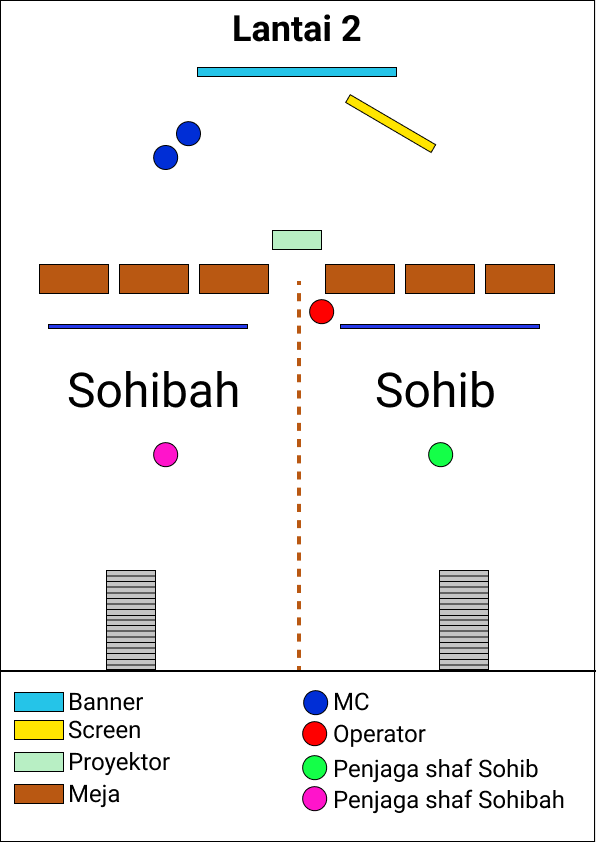 Lantai 2
Sohibah
Sohib
Banner
Screen
Proyektor
Meja
MC
Operator
Penjaga shaf Sohib
Penjaga shaf Sohibah